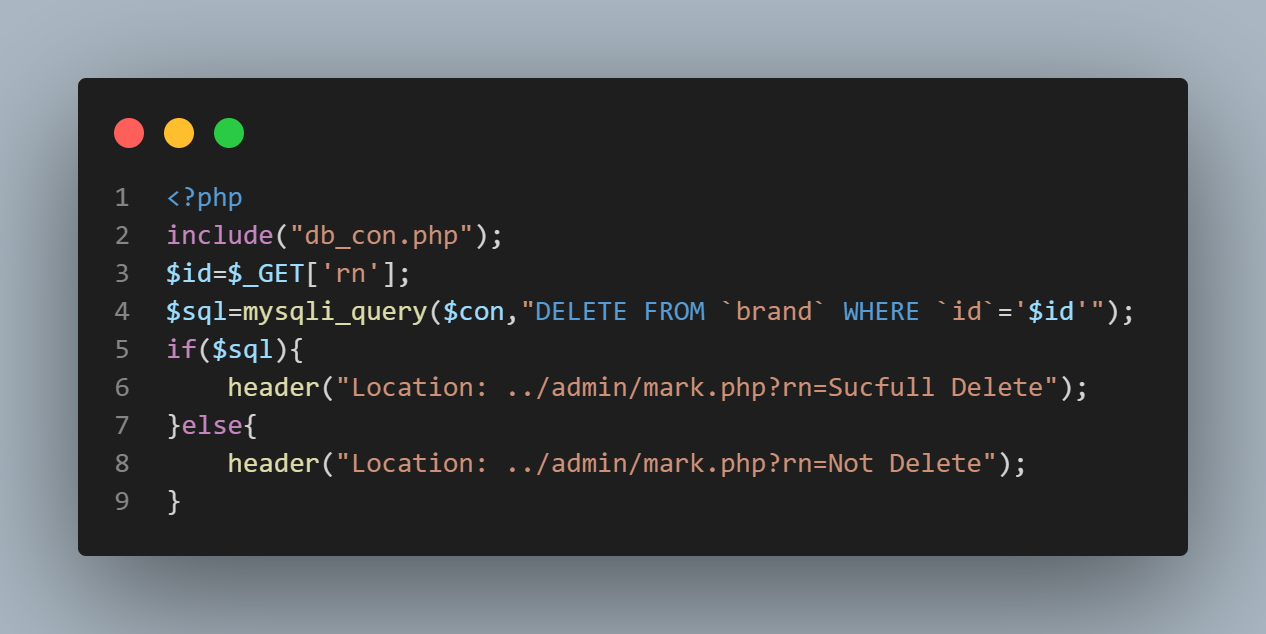 1 <?php
2 include("db_con.php");
3 $id=$_GET['rn'];
4 $sql=mysqli_query($con,"DELETE FROM `brand` WHERE `id`='$id'");
5 if($sql){
6     header("Location: ../admin/mark.php?rn=Sucfull Delete");
7 }else{
8     header("Location: ../admin/mark.php?rn=Not Delete");
9 }